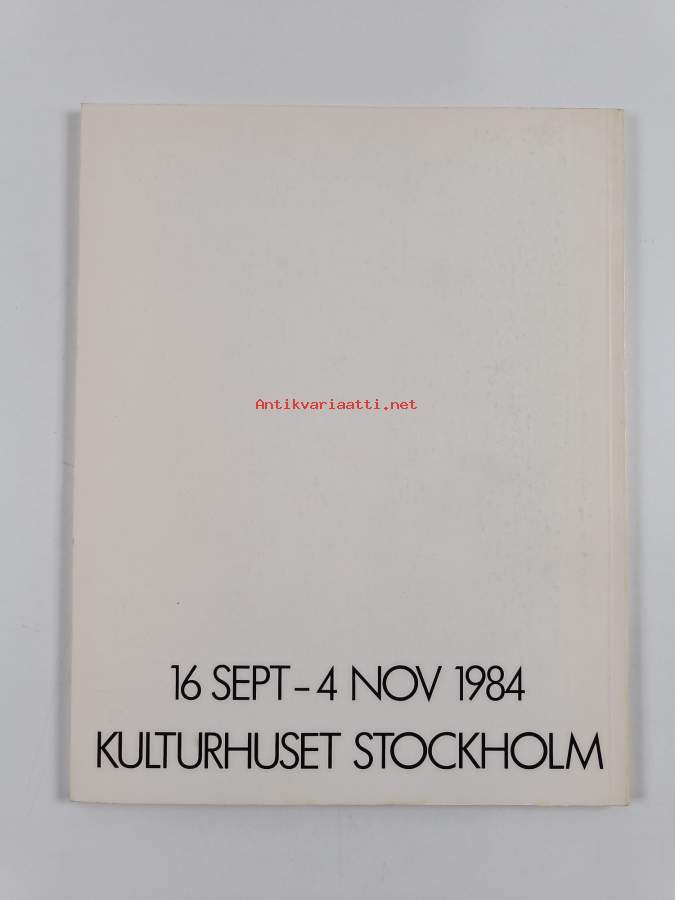 Antikvariaatti.net
16 SEPT – 4 NOV 1984
KULTURHUSET STOCKHOLM